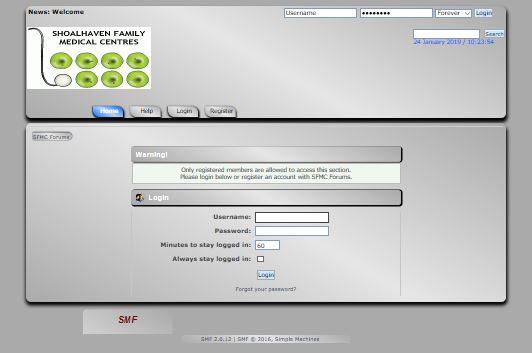 News: Welcome
Username
••••••••
Forever
Login
Search
24 January 2019 / 10:23:54
SHOALHAVEN FAMILY
MEDICAL CENTRES
Home
Help
Login
Register
SFMC Forums
Warning!
Only registered members are allowed to access this section.
Please login below or register an account with SFMC Forums.
Login
Username:
Password:
Minutes to stay logged in: 60
Always stay logged in:
Login
Forgot your password?
SMF
SMF 2.0.12 | SMF © 2016, Simple Machines